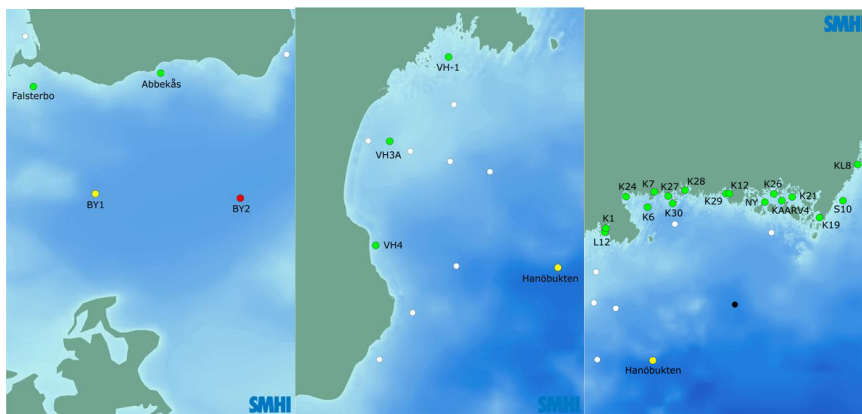 Falsterbo
Abbekås
BY1
BY2
SMHI
VH-1
VH3A
VH4
Hanöbukten
SMHI
SMHI
KL8
K24
K7
K27
K28
K29
K12
K26
K21
S10
K6
K30
NY
KAARV4
K19
K1
L12
Hanöbukten